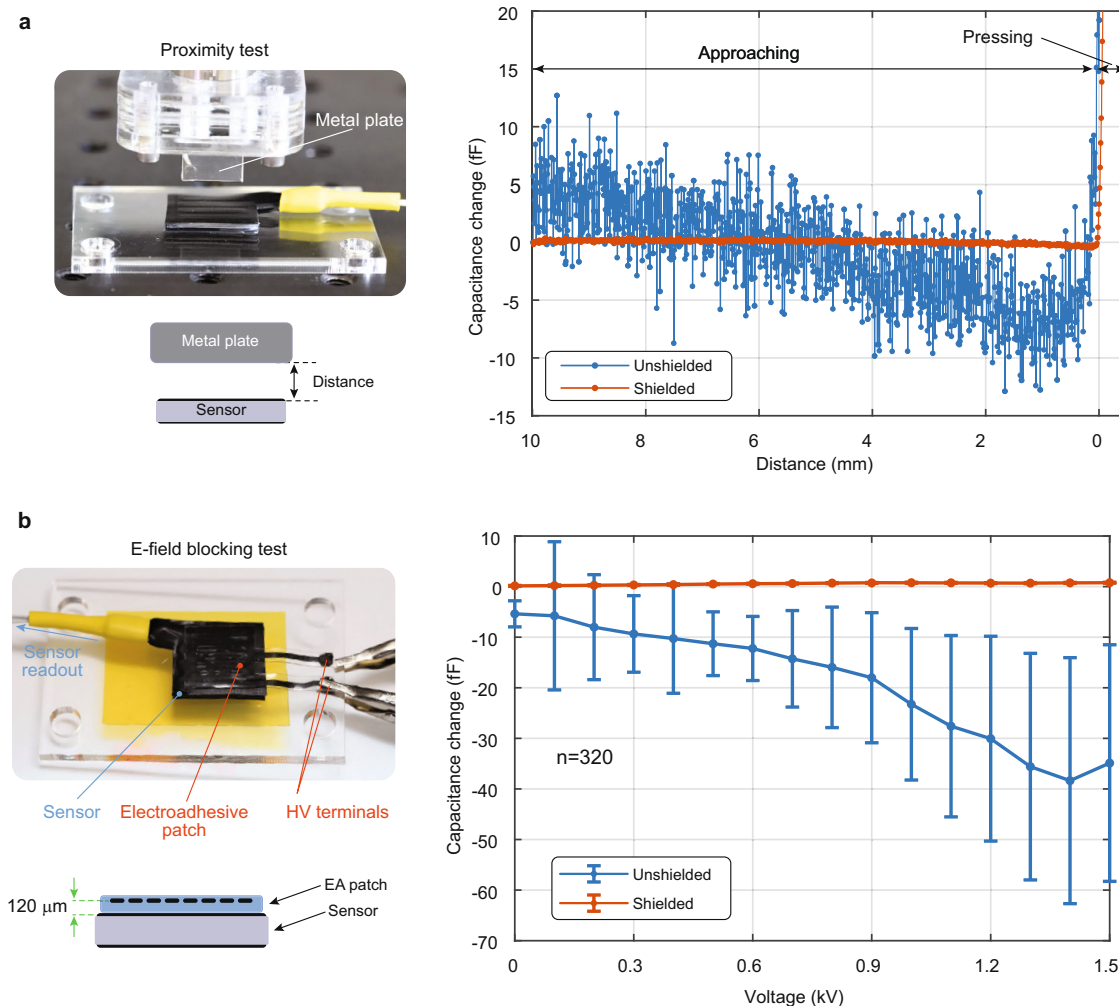 a
Proximity test
Metal plate
Metal plate
Distance
Sensor
20
15
10
5
0
-5
-10
-15
Capacitance change (fF)
Approaching
Pressing
Unshielded
Shielded
10
8
6
4
2
0
Distance (mm)
b
E-field blocking test
Sensor
readout
Sensor
Electroadhesive
patch
HV terminals
120 μm
EA patch
Sensor
10
0
-10
-20
-30
-40
-50
-60
-70
Capacitance change (fF)
n=320
Unshielded
Shielded
0
0.3
0.6
0.9
1.2
1.5
Voltage (kV)